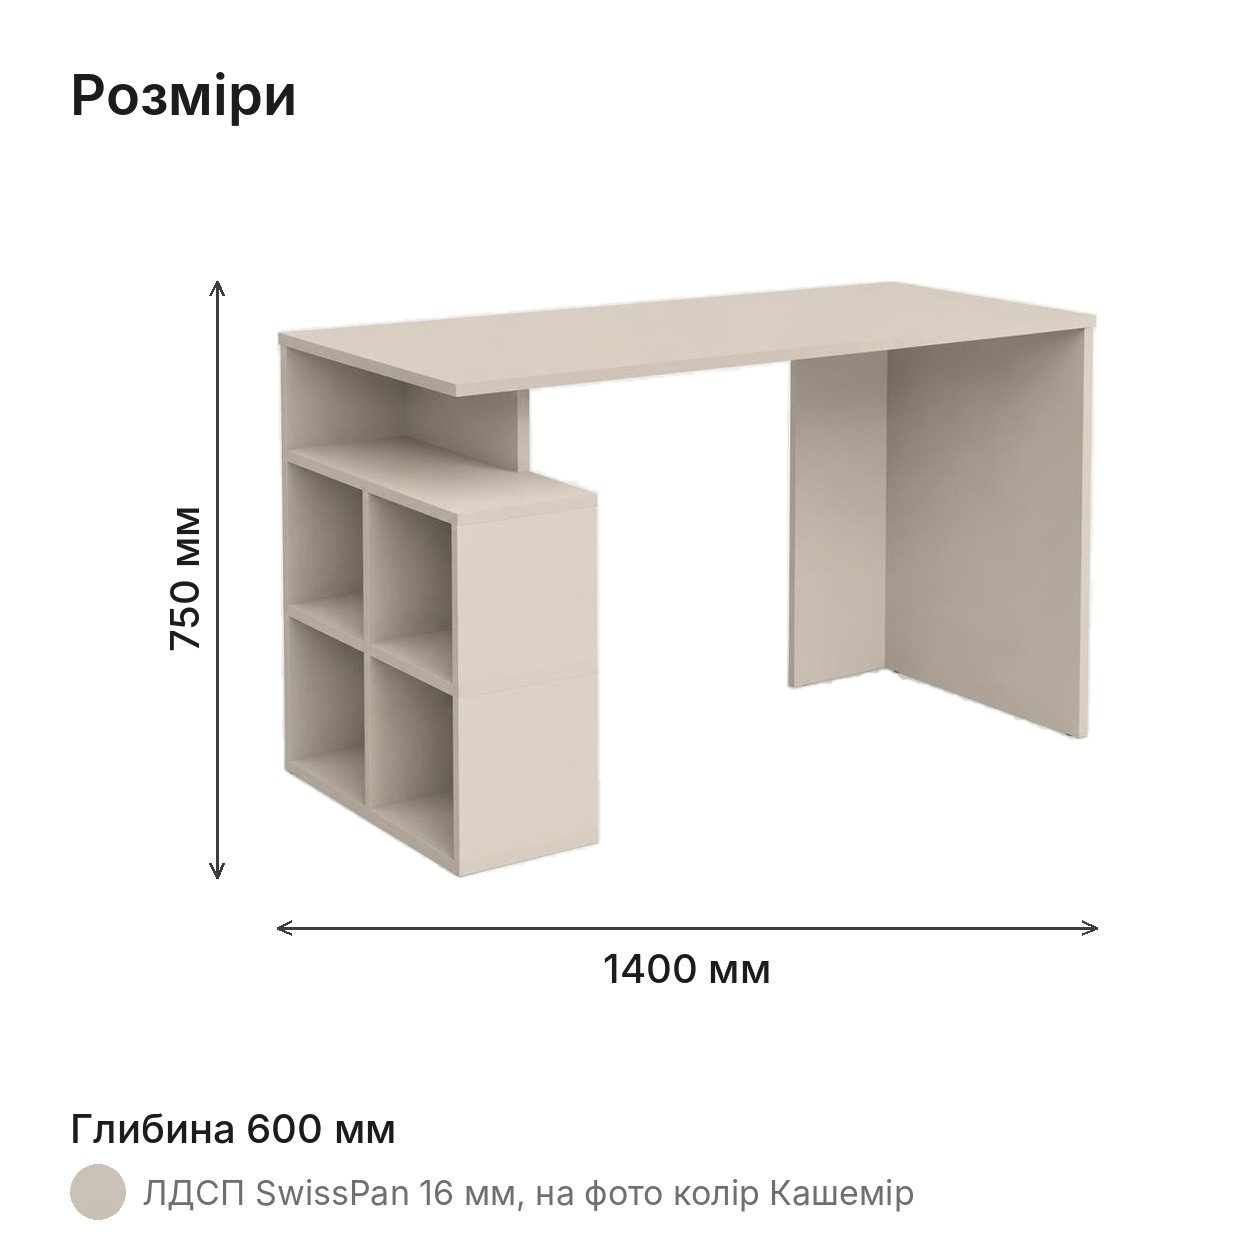 Розміри
750 мм
1400 мм
Глибина 600 мм
ЛДСП SwissPan 16 мм, на фото колір Кашемір